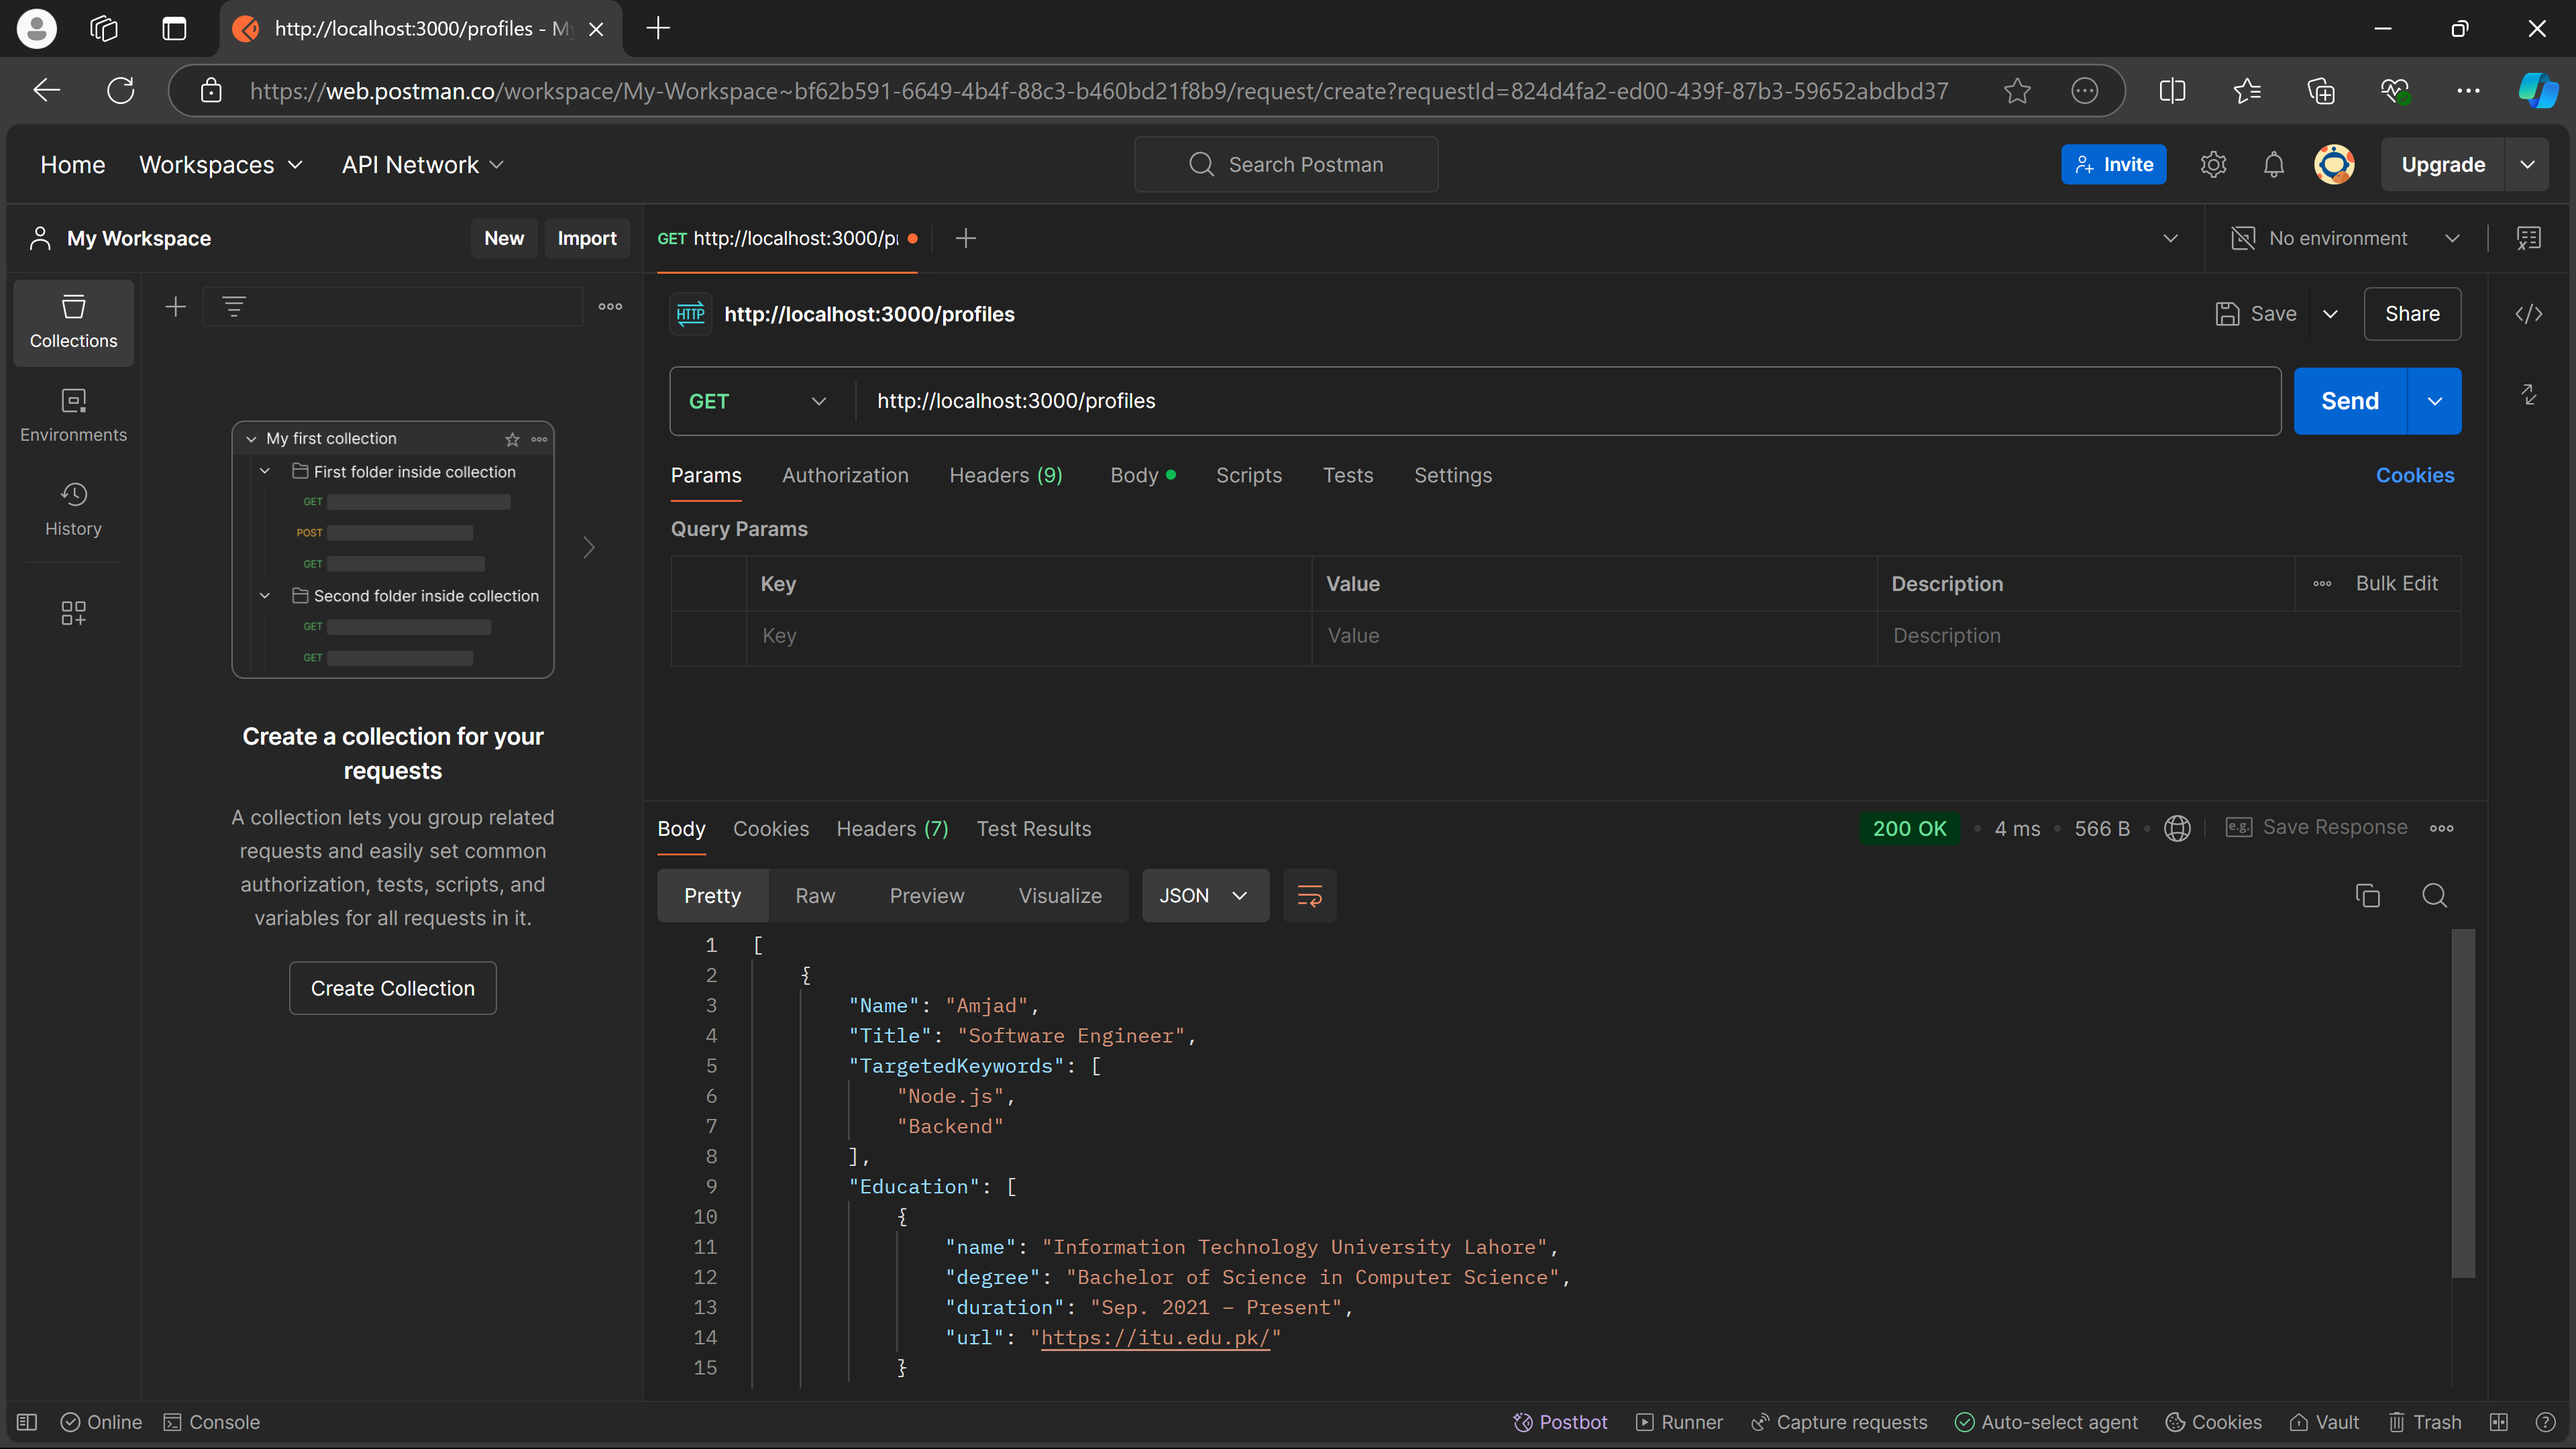 http://localhost:3000/profiles - M
https://web.postman.co/workspace/My-Workspace~bf62b591-6649-4b4f-88c3-b460bd21f8b9/request/create?requestId=824d4fa2-ed00-439f-87b3-59652abdbd37
Home Workspaces API Network Search Postman Invite Upgrade
My Workspace New Import GET http://localhost:3000/p No environment
HTTP http://localhost:3000/profiles Save Share
Collections
Environments
History
My first collection
First folder inside collection
GET
POST
GET
Second folder inside collection
GET
GET
Create a collection for your
requests
A collection lets you group related
requests and easily set common
authorization, tests, scripts, and
variables for all requests in it.
Create Collection
GET http://localhost:3000/profiles Send
Params Authorization Headers (9) Body Scripts Tests Settings Cookies
Query Params
Key Value Description Bulk Edit
Key Value Description
Body Cookies Headers (7) Test Results 200 OK 4 ms 566 B e.g. Save Response
Pretty Raw Preview Visualize JSON
1 [
2 {
3 "Name": "Amjad",
4 "Title": "Software Engineer",
5 "TargetedKeywords": [
6 "Node.js",
7 "Backend"
8 ],
9 "Education": [
10 {
11 "name": "Information Technology University Lahore",
12 "degree": "Bachelor of Science in Computer Science",
13 "duration": "Sep. 2021 – Present",
14 "url": "https://itu.edu.pk/"
15 }
Online Console Postbot Runner Capture requests Auto-select agent Cookies Vault Trash